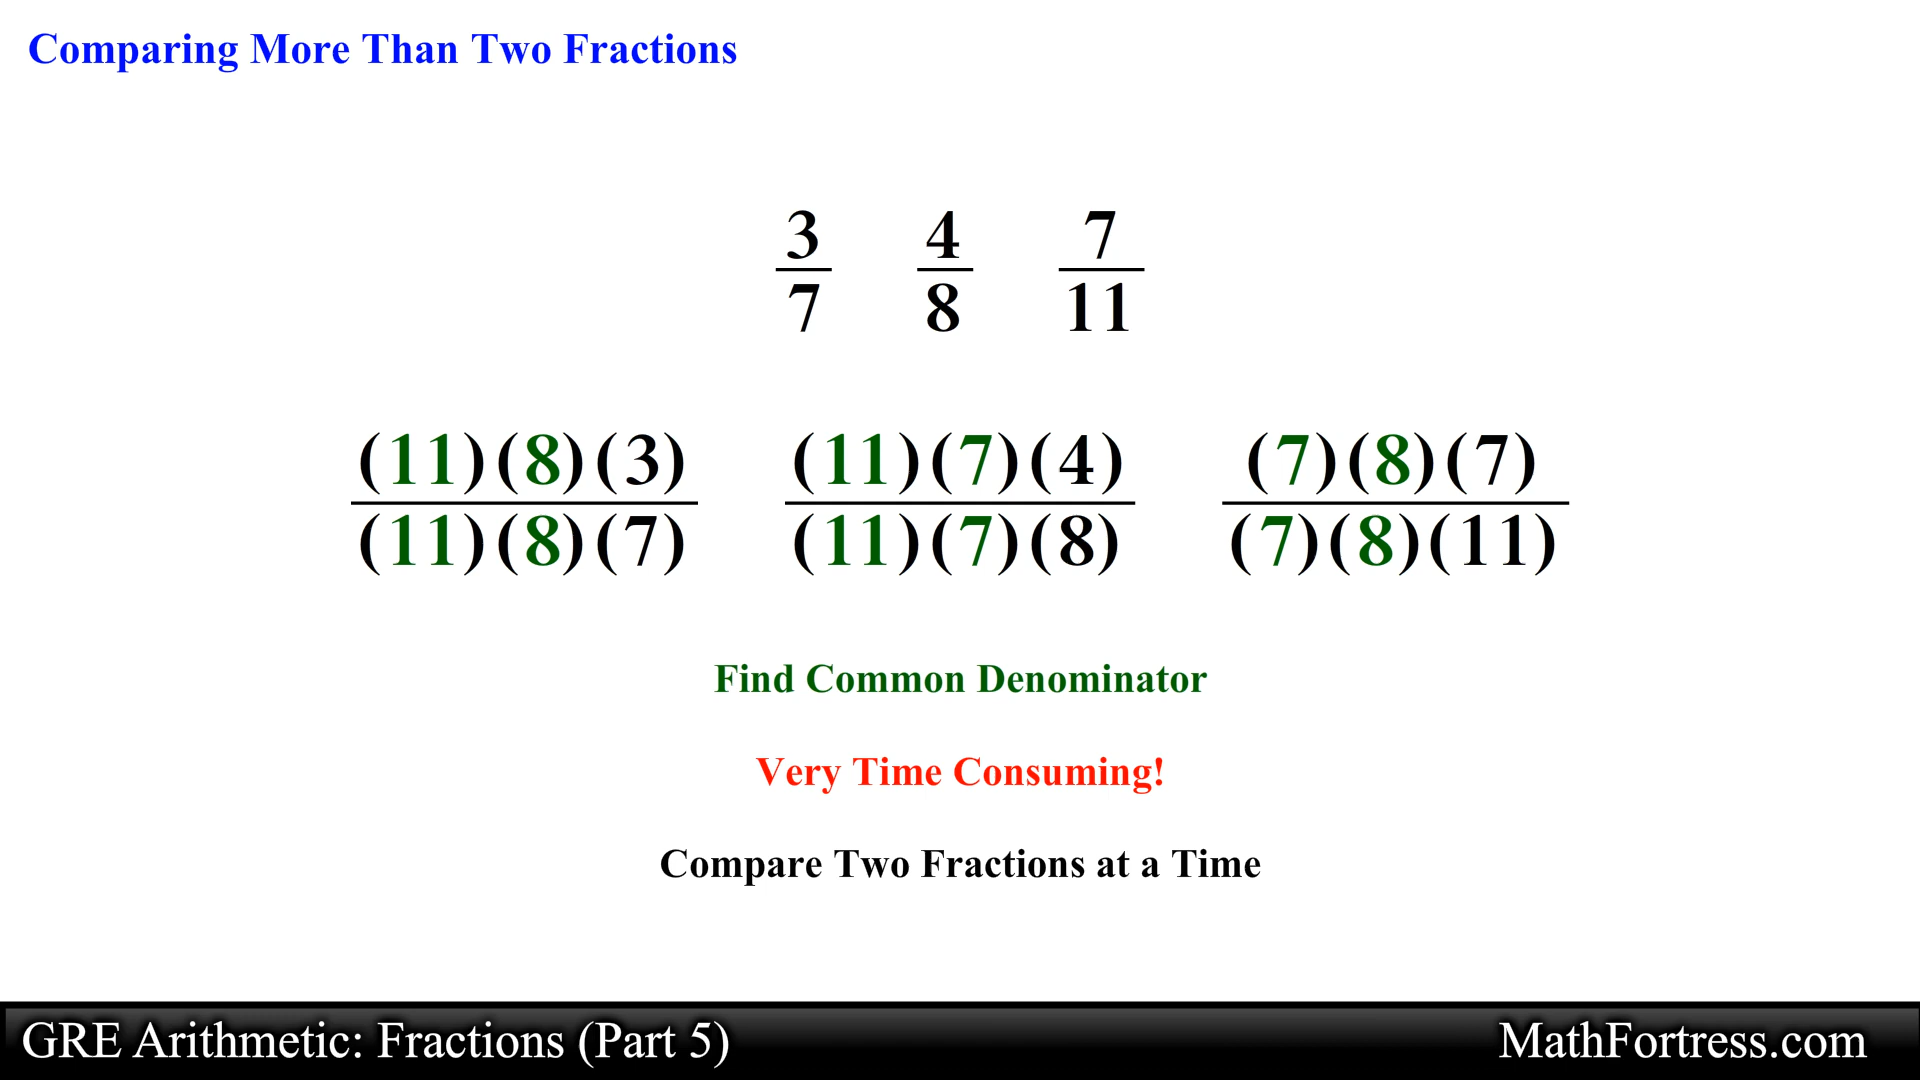 Comparing More Than Two Fractions
3 4 7
7 8 11
(11)(8)(3) (11)(7)(4) (7)(8)(7)
(11)(8)(7) (11)(7)(8) (7)(8)(11)
Find Common Denominator
Very Time Consuming!
Compare Two Fractions at a Time
GRE Arithmetic: Fractions (Part 5) MathFortress.com